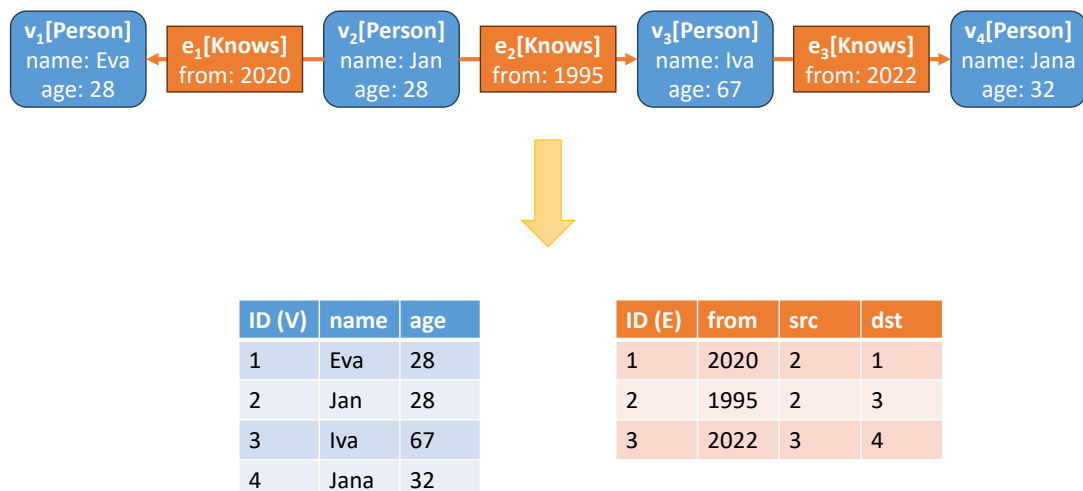 v₁[Person]
name: Eva
age: 28
e₁[Knows]
from: 2020
v₂[Person]
name: Jan
age: 28
e₂[Knows]
from: 1995
v₃[Person]
name: Iva
age: 67
e₃[Knows]
from: 2022
v₄[Person]
name: Jana
age: 32
ID (V) name age
1 Eva 28
2 Jan 28
3 Iva 67
4 Jana 32
ID (E) from src dst
1 2020 2 1
2 1995 2 3
3 2022 3 4